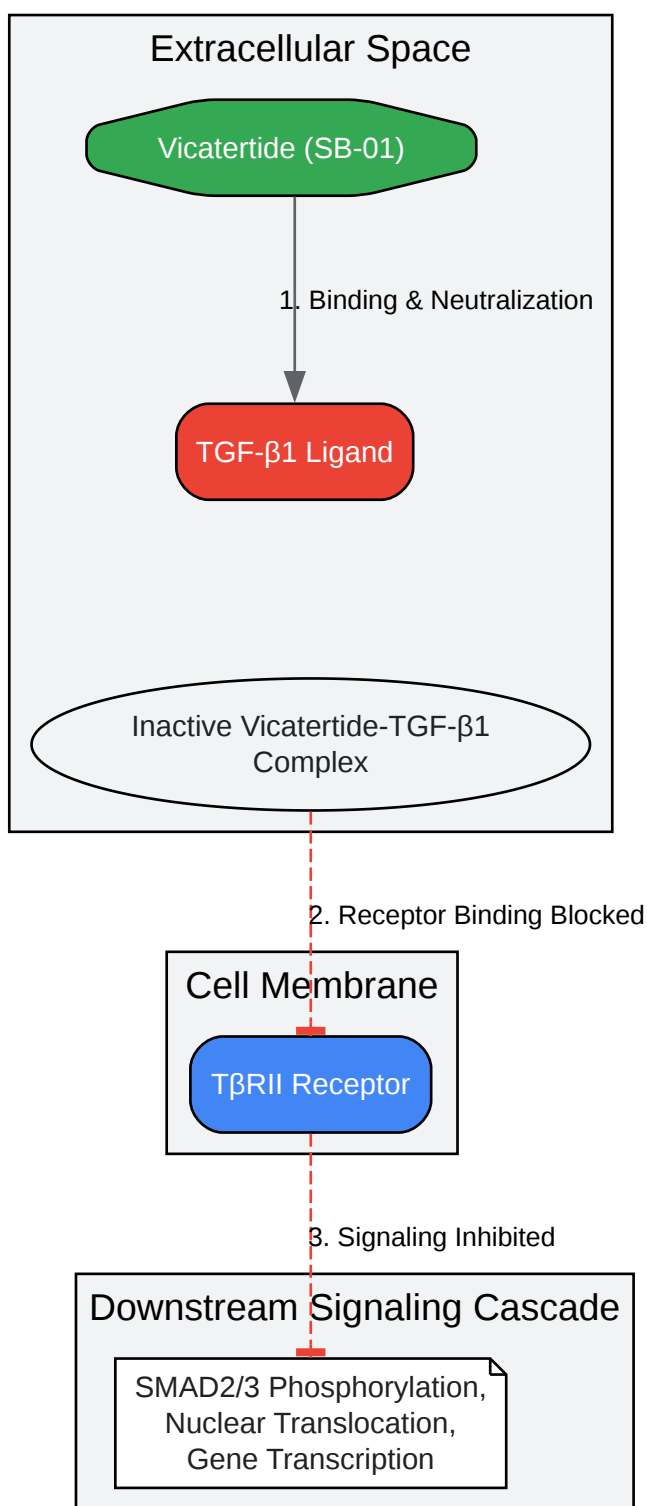 Extracellular Space
Vicatertide (SB-01)
1. Binding & Neutralization
TGF-β1 Ligand
Inactive Vicatertide-TGF-β1
Complex
2. Receptor Binding Blocked
Cell Membrane
TβRII Receptor
3. Signaling Inhibited
Downstream Signaling Cascade
SMAD2/3 Phosphorylation,
Nuclear Translocation,
Gene Transcription